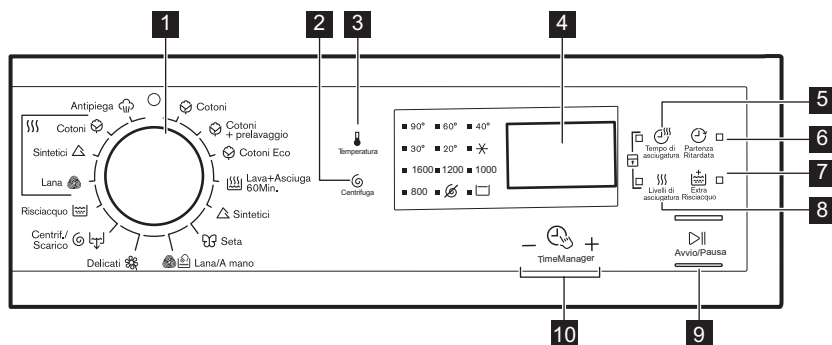 1
2
3
4
5
6
7
8
9
10
Antipiega
Cotoni
Sintetici
Lana
Risciacquo
Centrif./
Scarico
Delicati
Cotoni
Cotoni
+ prelavaggio
Cotoni Eco
Lava+Asciuga
60Min.
Sintetici
Seta
Lana/A mano
Temperatura
Centrifuga
90° 60° 40°
30° 20°
1600 1200 1000
800
Tempo di
asciugatura
Partenza
Ritardata
Livelli di
asciugatura
Extra
Risciacquo
− +
TimeManager
Avvio/Pausa